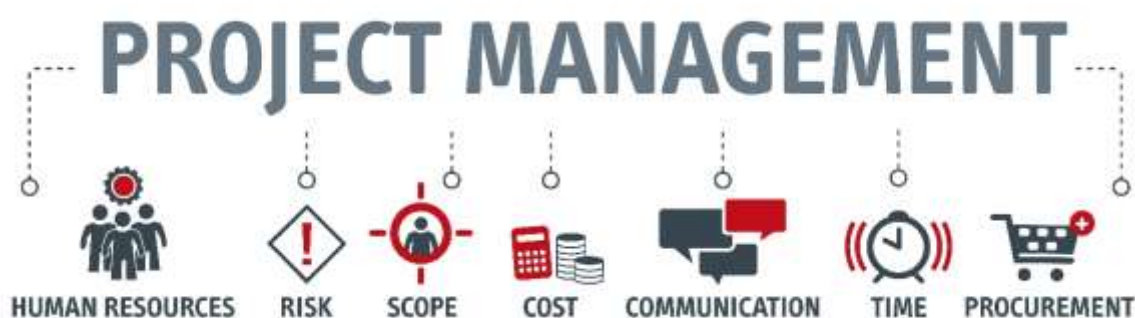 PROJECT MANAGEMENT
HUMAN RESOURCES
RISK
SCOPE
COST
COMMUNICATION
TIME
PROCUREMENT